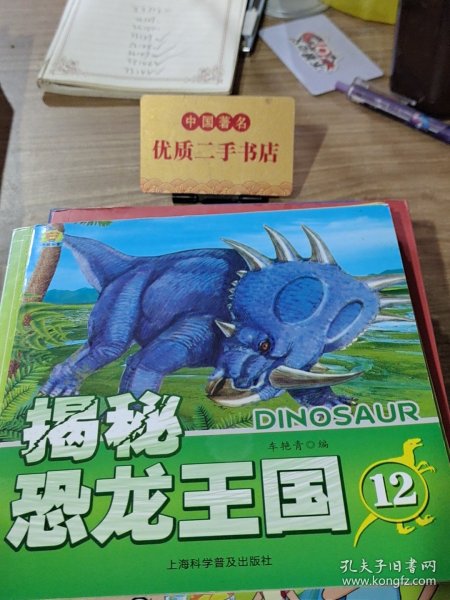 中国著名
优质二手书店
DINOSAUR
揭秘
车艳青◎编
恐龙王国
12
上海科学普及出版社
孔夫子旧书网
www.kongfz.com